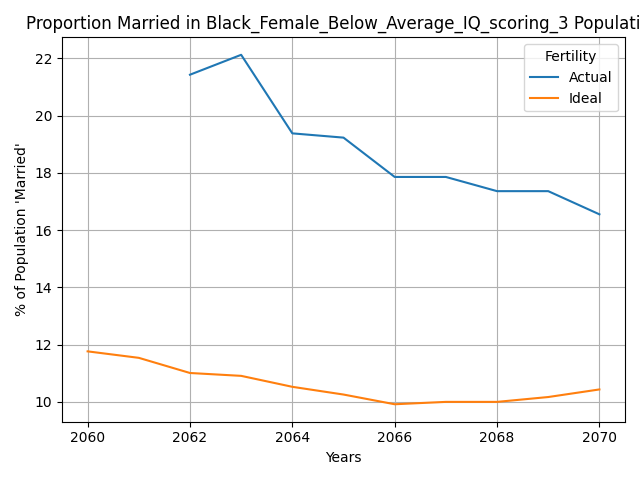 Proportion Married in Black_Female_Below_Average_IQ_scoring_3 Populati
Fertility
Actual
Ideal
% of Population 'Married'
22
20
18
16
14
12
10
2060 2062 2064 2066 2068 2070
Years